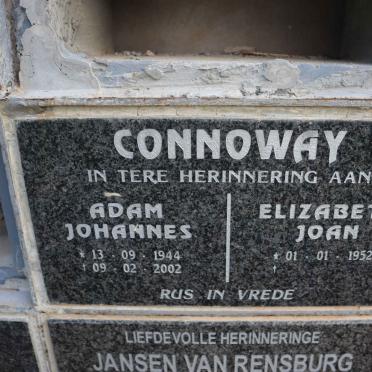 CONNOWAY
IN TERE HERINNERING AAN
ADAM
JOHANNES
* 13 - 09 - 1944
† 09 - 02 - 2002
ELIZABET
JOAN
* 01 - 01 - 1952
†
RUS IN VREDE
LIEFDEVOLLE HERINNERINGE
JANSEN VAN RENSBURG